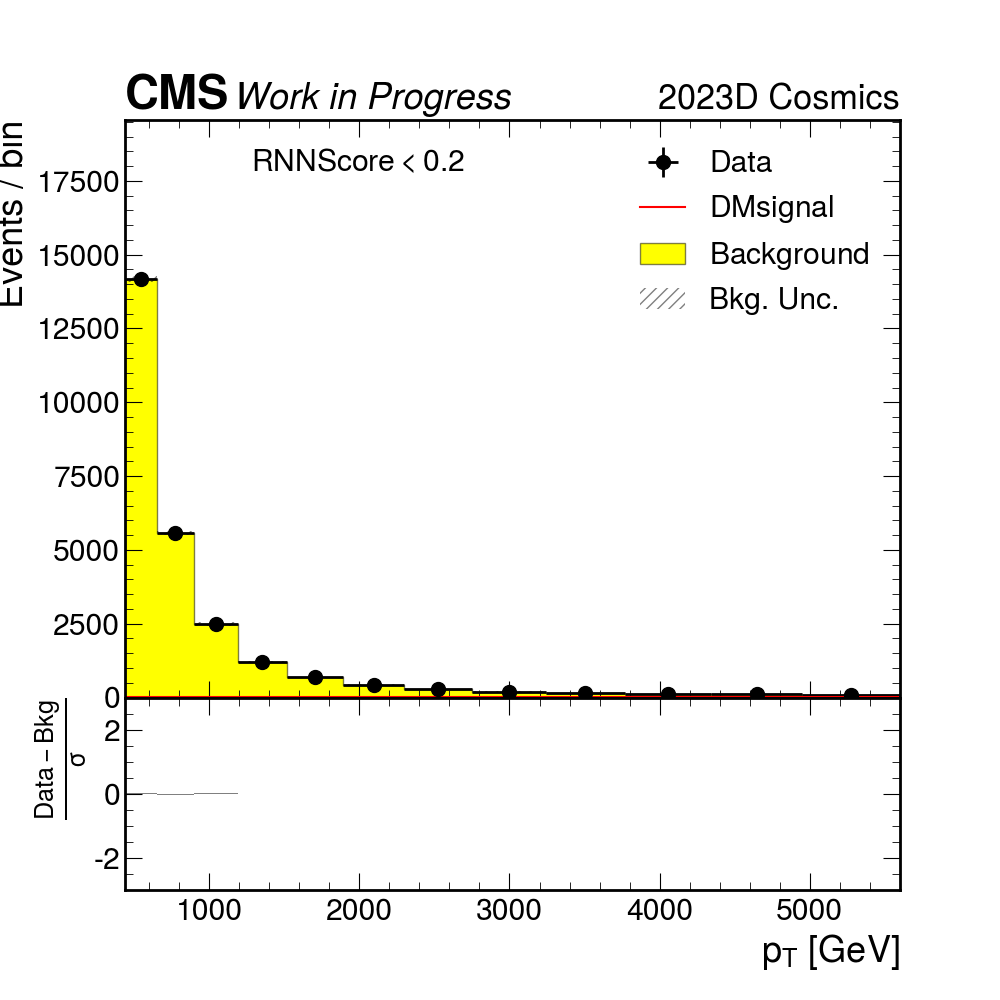 CMS Work in Progress 2023D Cosmics
RNNScore < 0.2
Data
DMsignal
Background
Bkg. Unc.
Events / bin
17500
15000
12500
10000
7500
5000
2500
0
Data – Bkg
σ
2
0
-2
1000 2000 3000 4000 5000
pT [GeV]